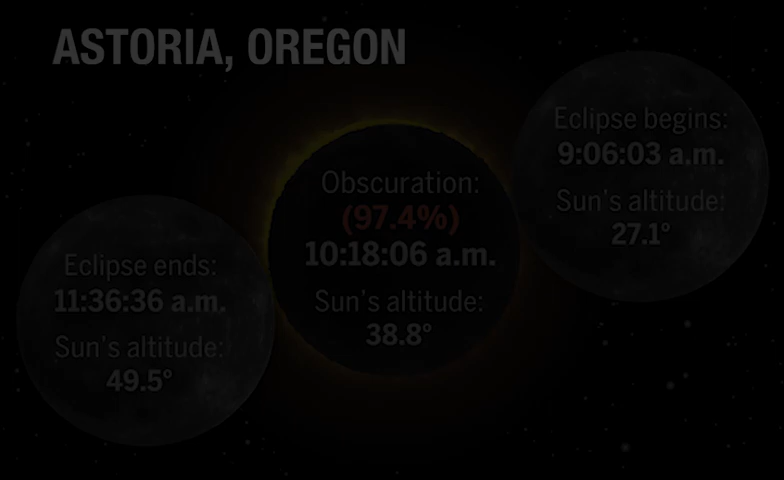 ASTORIA, OREGON
Eclipse begins:
9:06:03 a.m.
Sun's altitude:
27.1°
Obscuration:
(97.4%)
10:18:06 a.m.
Sun's altitude:
38.8°
Eclipse ends:
11:36:36 a.m.
Sun's altitude:
49.5°